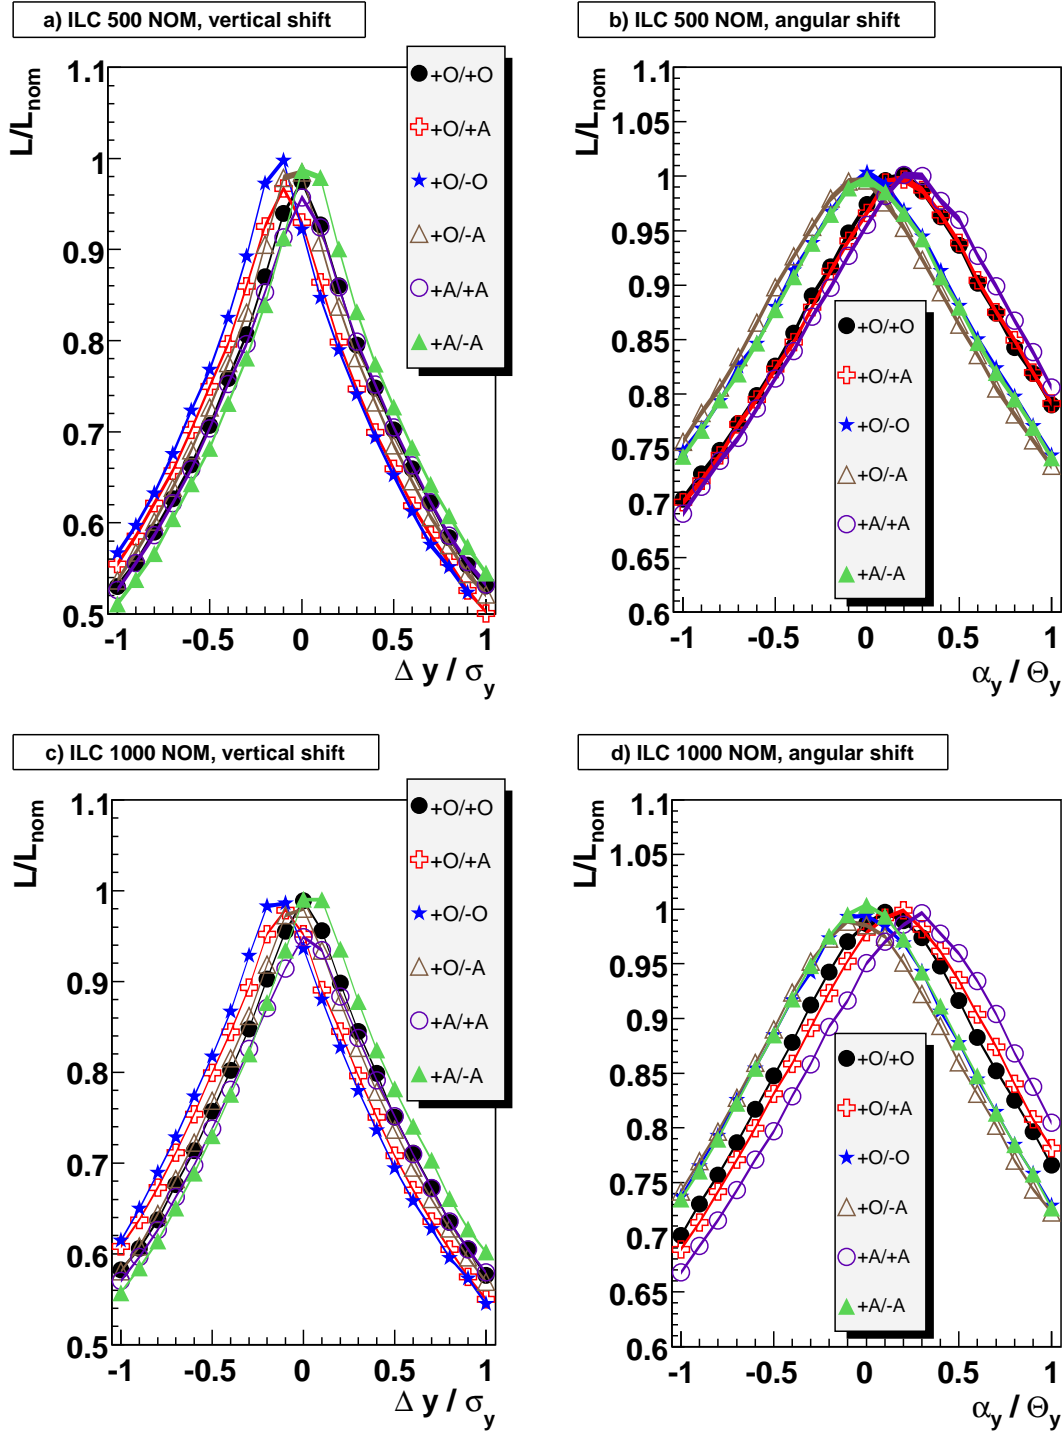 a) ILC 500 NOM, vertical shift
L/L_nom
1.1
1
0.9
0.8
0.7
0.6
0.5
-1 -0.5 0 0.5 1
Δ y / σ_y
+O/+O
+O/+A
+O/-O
+O/-A
+A/+A
+A/-A
b) ILC 500 NOM, angular shift
L/L_nom
1.1
1.05
1
0.95
0.9
0.85
0.8
0.75
0.7
0.65
0.6
-1 -0.5 0 0.5 1
α_y / Θ_y
+O/+O
+O/+A
+O/-O
+O/-A
+A/+A
+A/-A
c) ILC 1000 NOM, vertical shift
L/L_nom
1.1
1
0.9
0.8
0.7
0.6
0.5
-1 -0.5 0 0.5 1
Δ y / σ_y
+O/+O
+O/+A
+O/-O
+O/-A
+A/+A
+A/-A
d) ILC 1000 NOM, angular shift
L/L_nom
1.1
1.05
1
0.95
0.9
0.85
0.8
0.75
0.7
0.65
0.6
-1 -0.5 0 0.5 1
α_y / Θ_y
+O/+O
+O/+A
+O/-O
+O/-A
+A/+A
+A/-A